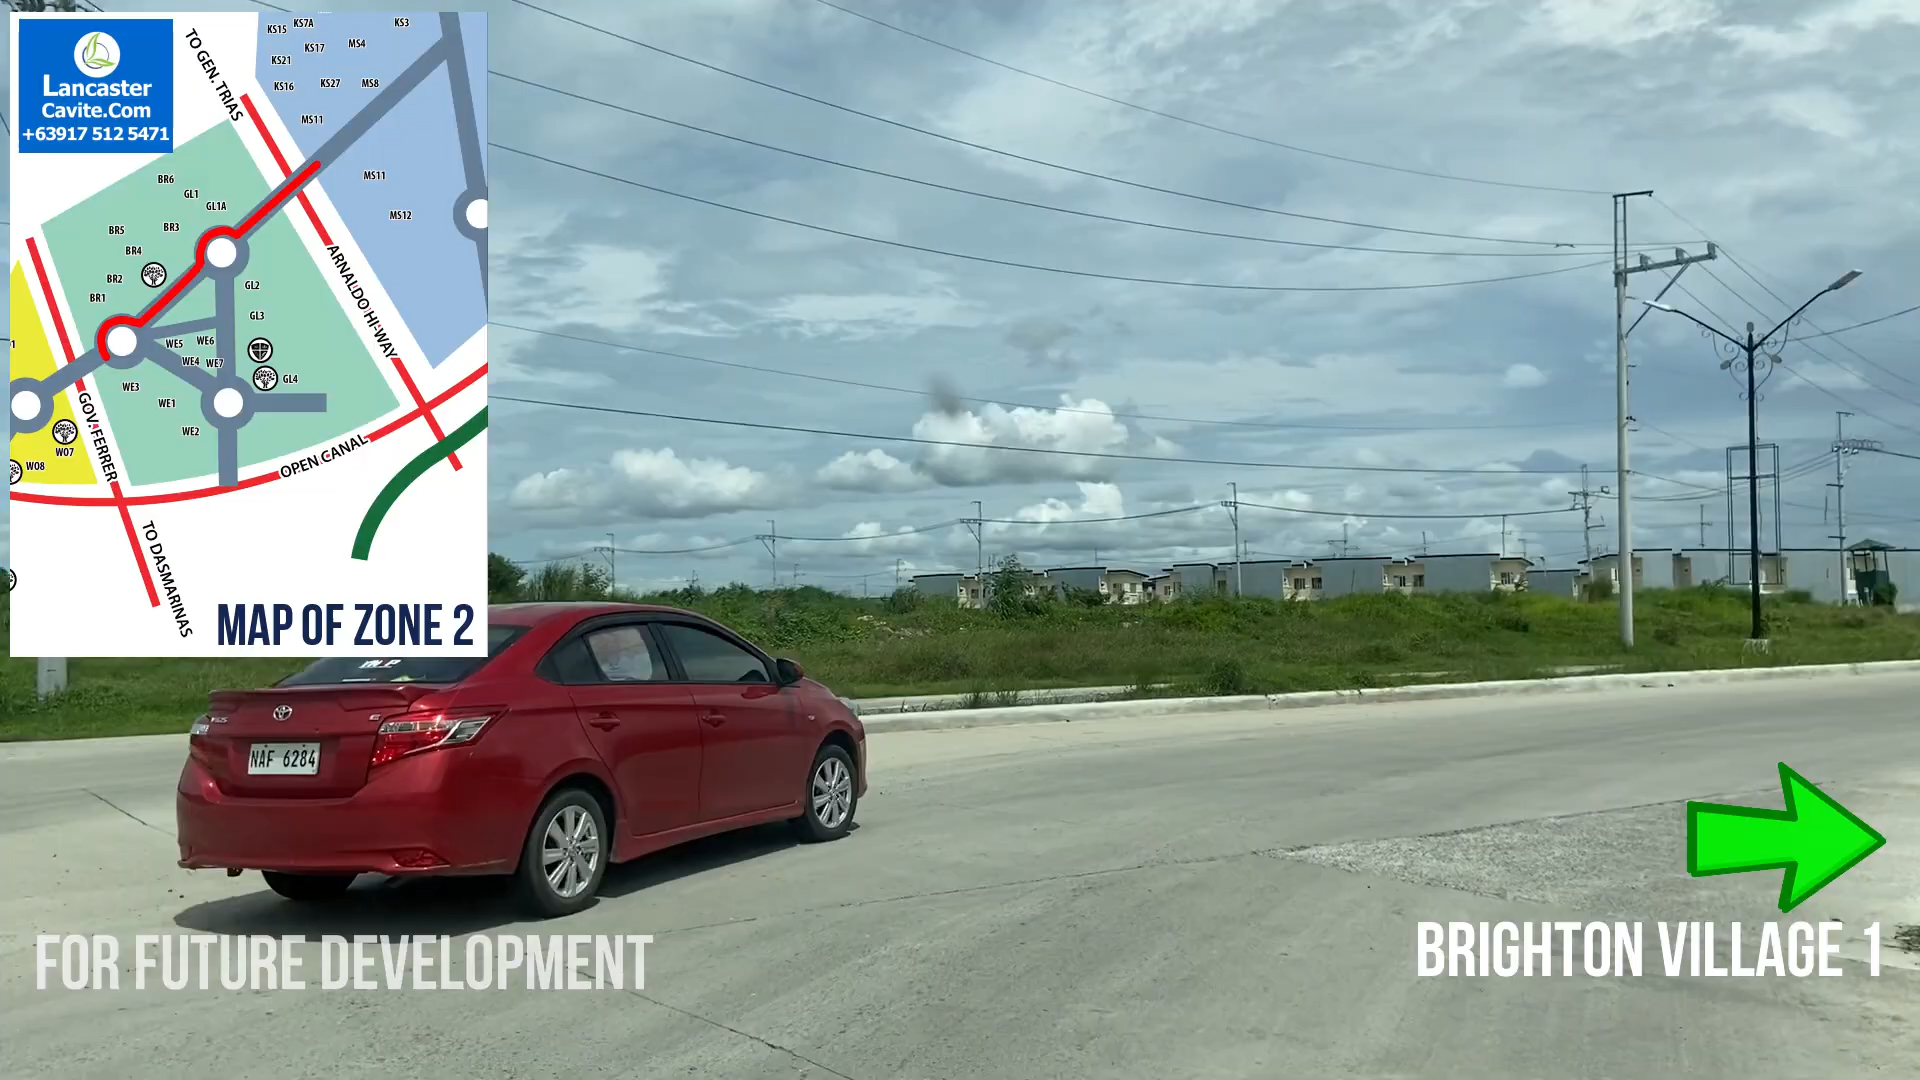 Lancaster
Cavite.Com
+63917 512 5471
TO GEN. TRIAS
KS15
KS7A
KS3
KS17
MS4
KS21
KS16
KS27
MS8
MS11
MS11
MS12
BR6
GL1
GL1A
BR5
BR3
BR4
BR2
BR1
GL2
GL3
WE5
WE6
WE4
WE7
GL4
WE3
WE1
WE2
W07
W08
ARNALDO HI-WAY
GOV. FERRER
OPEN CANAL
TO DASMARINAS
MAP OF ZONE 2
E
NAF 6284
FOR FUTURE DEVELOPMENT
BRIGHTON VILLAGE 1